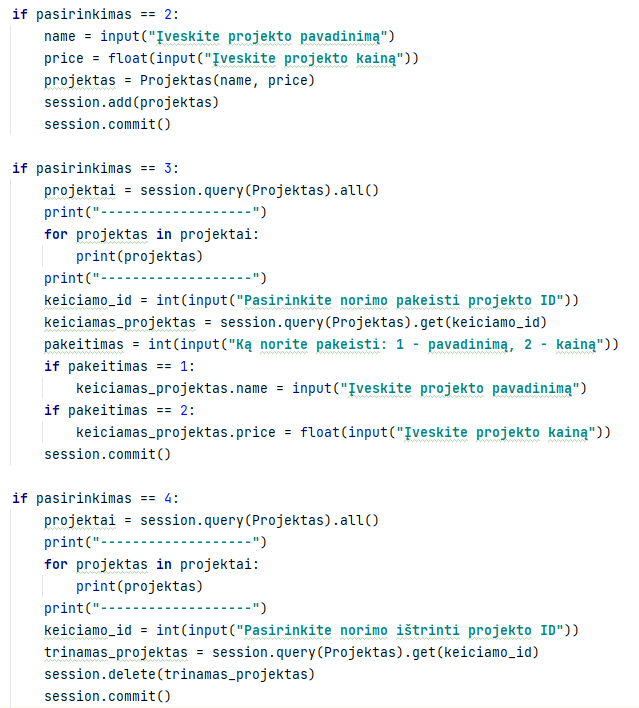 if pasirinkimas == 2:
    name = input("Įveskite projekto pavadinimą")
    price = float(input("Įveskite projekto kainą"))
    projektas = Projektas(name, price)
    session.add(projektas)
    session.commit()

if pasirinkimas == 3:
    projektai = session.query(Projektas).all()
    print("-------------------")
    for projektas in projektai:
        print(projektas)
    print("-------------------")
    keiciamo_id = int(input("Pasirinkite norimo pakeisti projekto ID"))
    keiciamas_projektas = session.query(Projektas).get(keiciamo_id)
    pakeitimas = int(input("Ką norite pakeisti: 1 - pavadinimą, 2 - kainą"))
    if pakeitimas == 1:
        keiciamas_projektas.name = input("Įveskite projekto pavadinimą")
    if pakeitimas == 2:
        keiciamas_projektas.price = float(input("Įveskite projekto kainą"))
    session.commit()

if pasirinkimas == 4:
    projektai = session.query(Projektas).all()
    print("-------------------")
    for projektas in projektai:
        print(projektas)
    print("-------------------")
    keiciamo_id = int(input("Pasirinkite norimo ištrinti projekto ID"))
    trinamas_projektas = session.query(Projektas).get(keiciamo_id)
    session.delete(trinamas_projektas)
    session.commit()